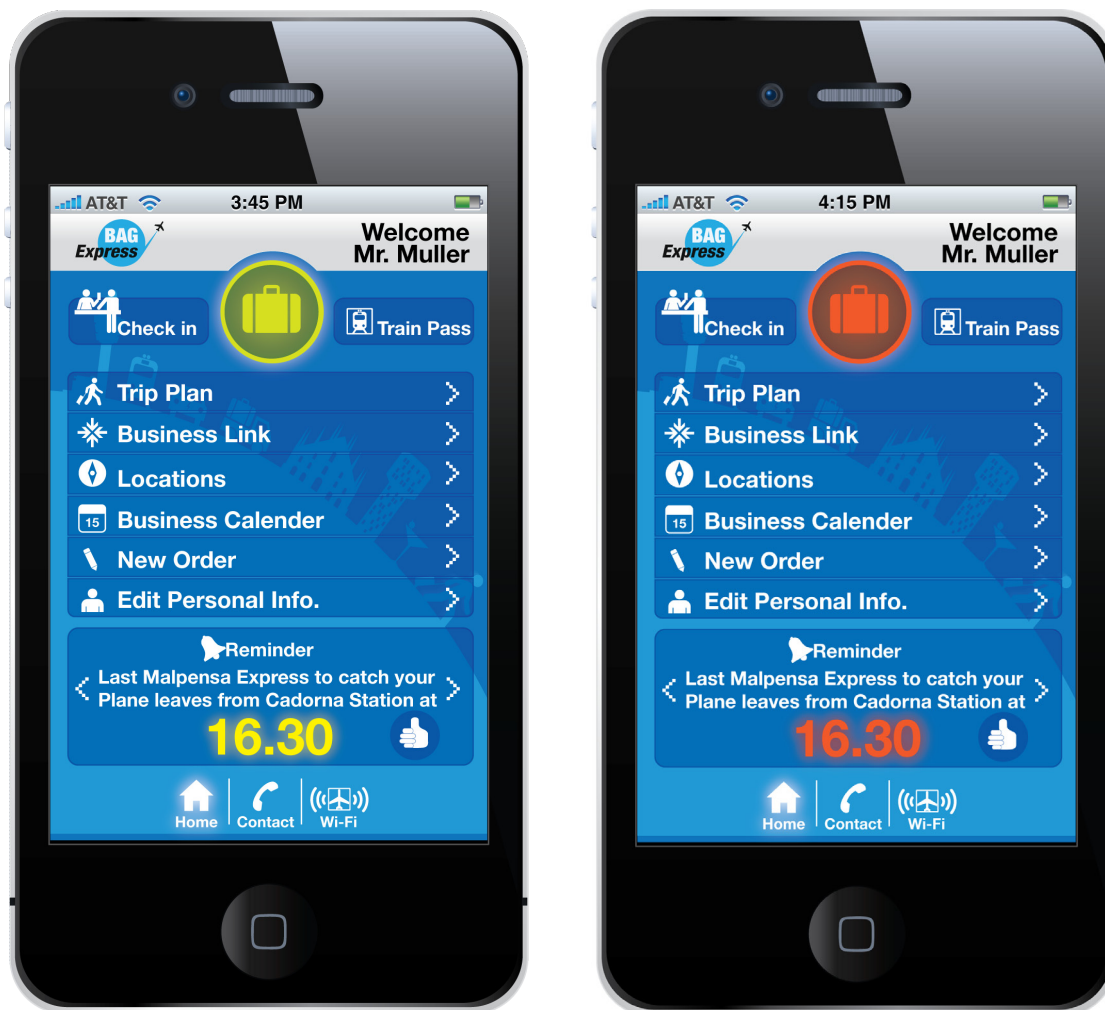 AT&T 3:45 PM
BAG
Express
Welcome
Mr. Muller
Check in
Train Pass
Trip Plan
Business Link
Locations
15 Business Calender
New Order
Edit Personal Info.
Reminder
Last Malpensa Express to catch your
Plane leaves from Cadorna Station at
16.30
Home Contact Wi-Fi
AT&T 4:15 PM
BAG
Express
Welcome
Mr. Muller
Check in
Train Pass
Trip Plan
Business Link
Locations
15 Business Calender
New Order
Edit Personal Info.
Reminder
Last Malpensa Express to catch your
Plane leaves from Cadorna Station at
16.30
Home Contact Wi-Fi